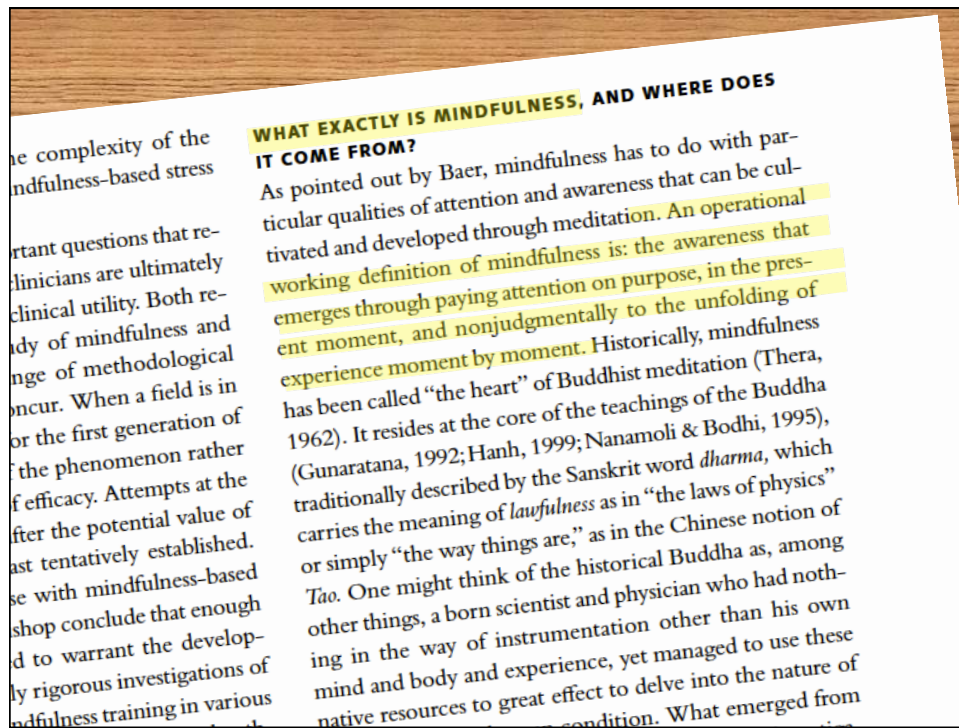 ne complexity of the
ndfulness-based stress
ortant questions that re-
clinicians are ultimately
clinical utility. Both re-
dy of mindfulness and
nge of methodological
oncur. When a field is in
or the first generation of
f the phenomenon rather
of efficacy. Attempts at the
after the potential value of
ast tentatively established.
se with mindfulness-based
shop conclude that enough
d to warrant the develop-
ly rigorous investigations of
ndfulness training in various
WHAT EXACTLY IS MINDFULNESS, AND WHERE DOES
IT COME FROM?
As pointed out by Baer, mindfulness has to do with par-
ticular qualities of attention and awareness that can be cul-
tivated and developed through meditation. An operational
working definition of mindfulness is: the awareness that
emerges through paying attention on purpose, in the pres-
ent moment, and nonjudgmentally to the unfolding of
experience moment by moment. Historically, mindfulness
has been called “the heart” of Buddhist meditation (Thera,
1962). It resides at the core of the teachings of the Buddha
(Gunaratana, 1992; Hanh, 1999; Nanamoli & Bodhi, 1995),
traditionally described by the Sanskrit word dharma, which
carries the meaning of lawfulness as in “the laws of physics”
or simply “the way things are,” as in the Chinese notion of
Tao. One might think of the historical Buddha as, among
other things, a born scientist and physician who had noth-
ing in the way of instrumentation other than his own
mind and body and experience, yet managed to use these
native resources to great effect to delve into the nature of
condition. What emerged from